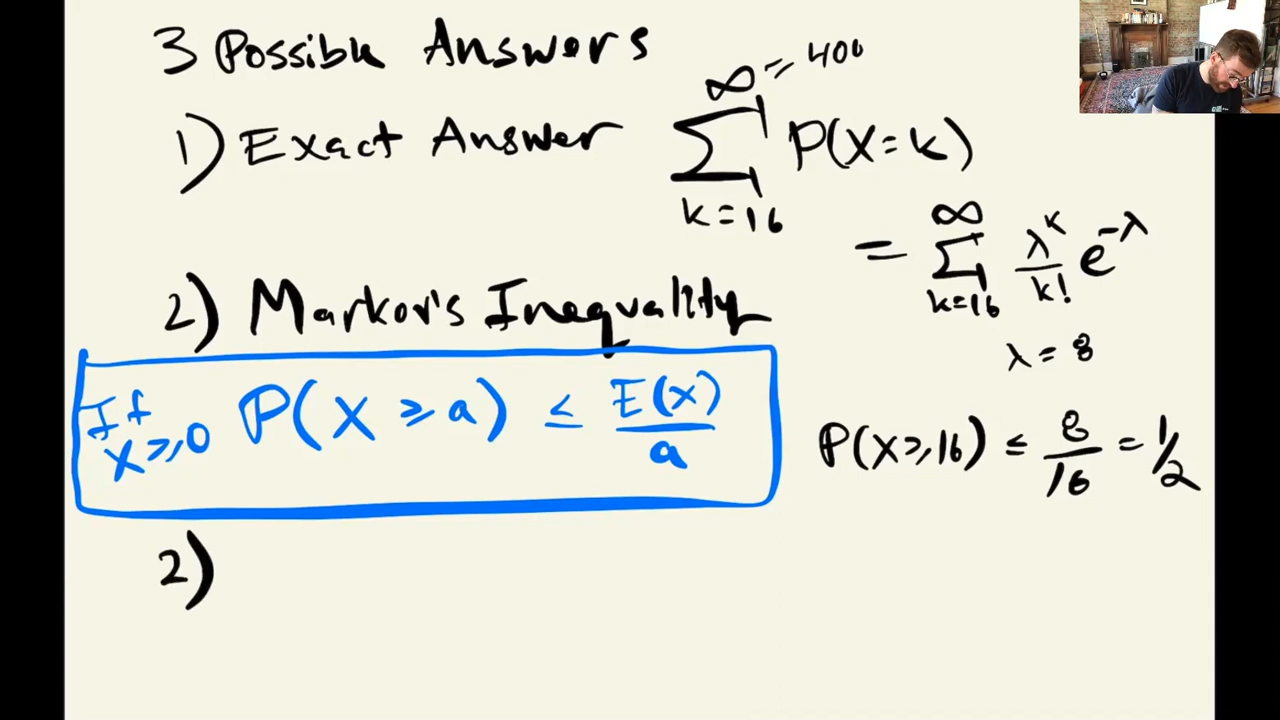 3 Possible Answers
1) Exact Answer ∑_{k=16}^{∞ = 400} P(X=k)
= ∑_{k=16}^{∞} λ^k/k! e^{-λ}
λ = 8
2) Markov's Inequality
If X ≥ 0 P(X ≥ a) ≤ E(X)/a
P(X ≥ 16) ≤ 8/16 = 1/2
2)